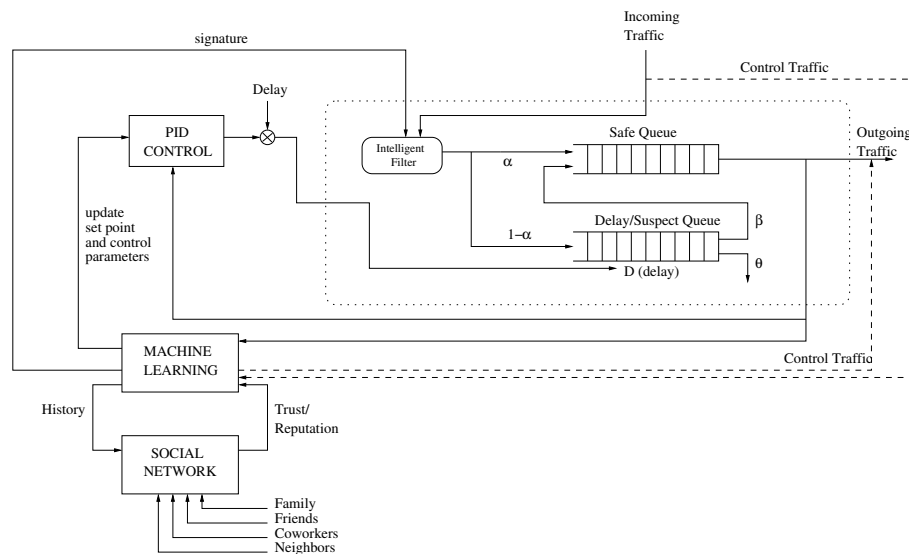 Incoming
Traffic
signature
Control Traffic
Delay
PID
CONTROL
Intelligent
Filter
Safe Queue
Outgoing
Traffic
α
update
set point
and control
parameters
Delay/Suspect Queue
β
1−α
D (delay)
θ
MACHINE
LEARNING
Control Traffic
History
Trust/
Reputation
SOCIAL
NETWORK
Family
Friends
Coworkers
Neighbors